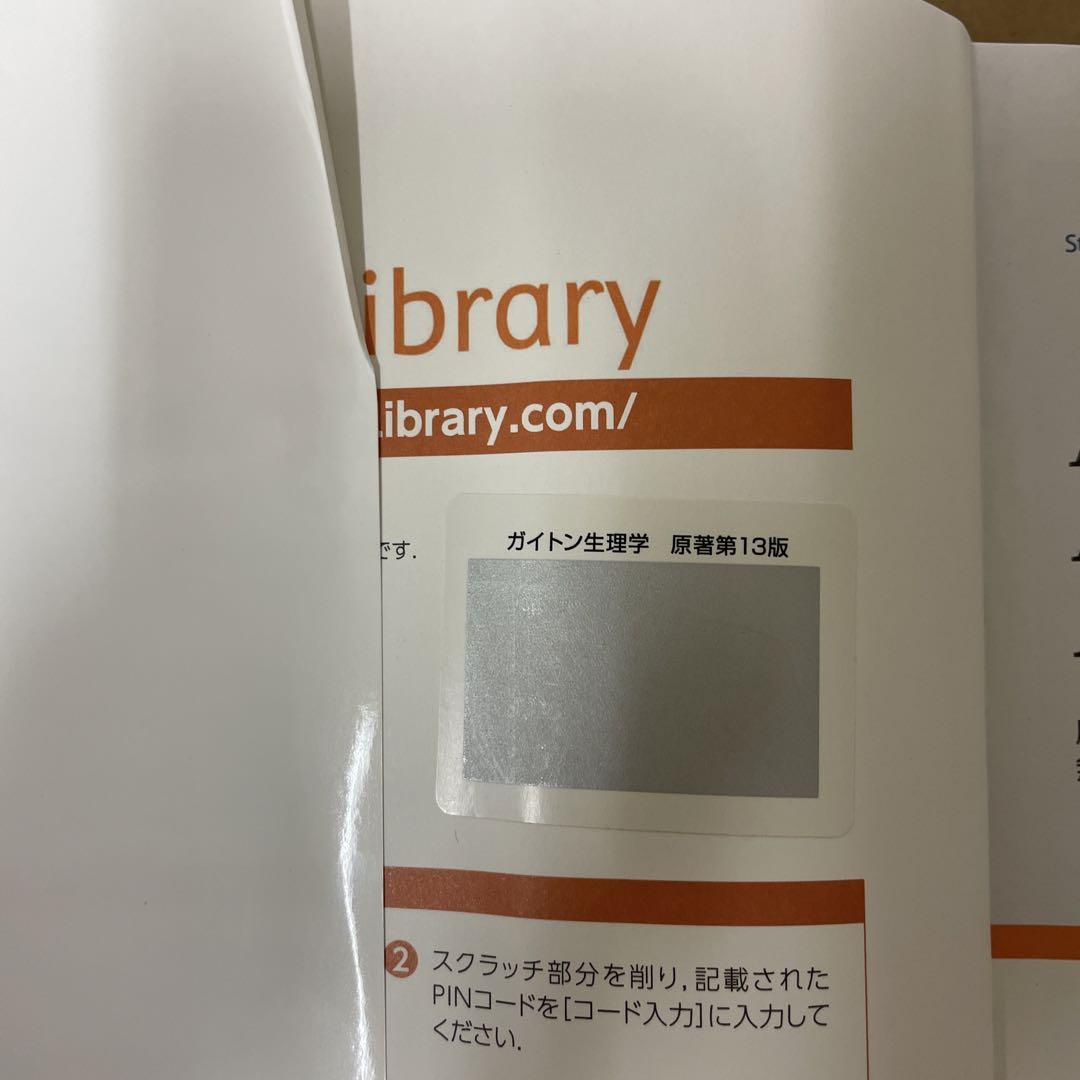 ibrary
ibrary.com/
です.
ガイトン生理学 原著第13版
2 スクラッチ部分を削り,記載された
PINコードを[コード入力]に入力して
ください.